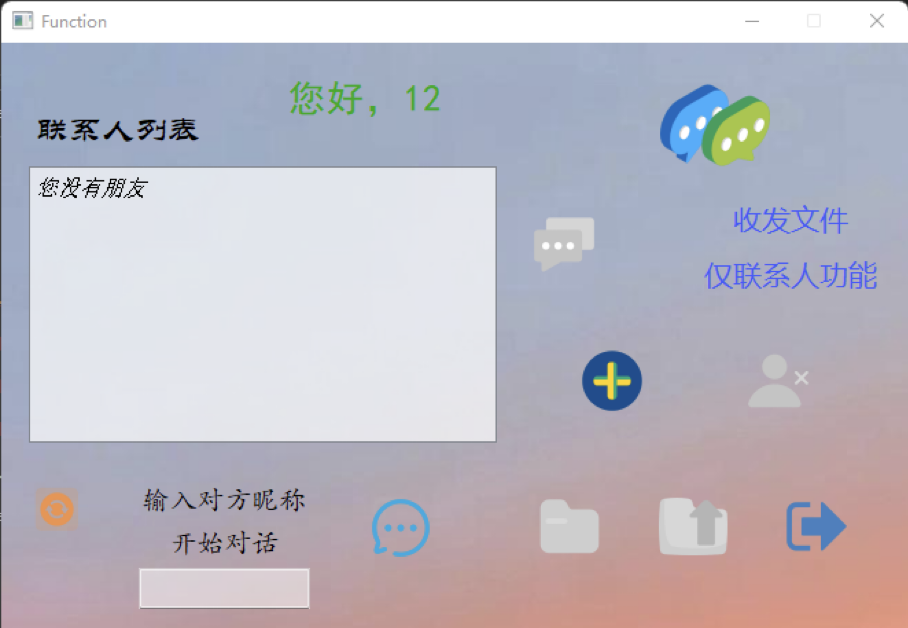 Function
您好，12
联系人列表
您没有朋友
收发文件
仅联系人功能
输入对方昵称
开始对话